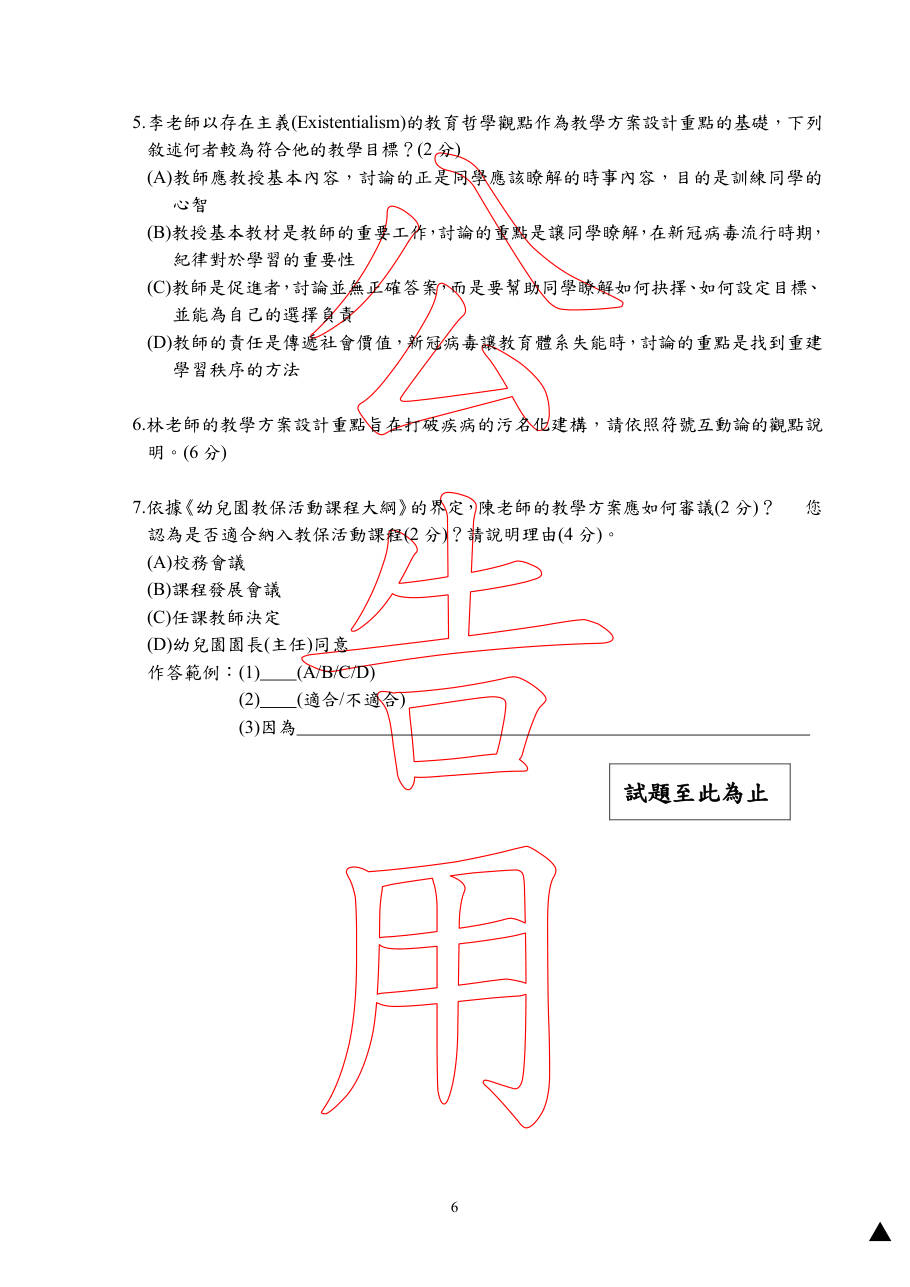 5.李老師以存在主義(Existentialism)的教育哲學觀點作為教學方案設計重點的基礎，下列
敘述何者較為符合他的教學目標？(2 分)
(A)教師應教授基本內容，討論的正是同學應該瞭解的時事內容，目的是訓練同學的
心智
(B)教授基本教材是教師的重要工作，討論的重點是讓同學瞭解，在新冠病毒流行時期，
紀律對於學習的重要性
(C)教師是促進者，討論並無正確答案，而是要幫助同學瞭解如何抉擇、如何設定目標、
並能為自己的選擇負責
(D)教師的責任是傳遞社會價值，新冠病毒讓教育體系失能時，討論的重點是找到重建
學習秩序的方法
6.林老師的教學方案設計重點旨在打破疾病的污名化建構，請依照符號互動論的觀點說
明。(6 分)
7.依據《幼兒園教保活動課程大綱》的界定，陳老師的教學方案應如何審議(2 分)？ 您
認為是否適合納入教保活動課程(2 分)？請說明理由(4 分)。
(A)校務會議
(B)課程發展會議
(C)任課教師決定
(D)幼兒園園長(主任)同意
作答範例：(1)____(A/B/C/D)
(2)____(適合/不適合)
(3)因為____
試題至此為止
公告用
6